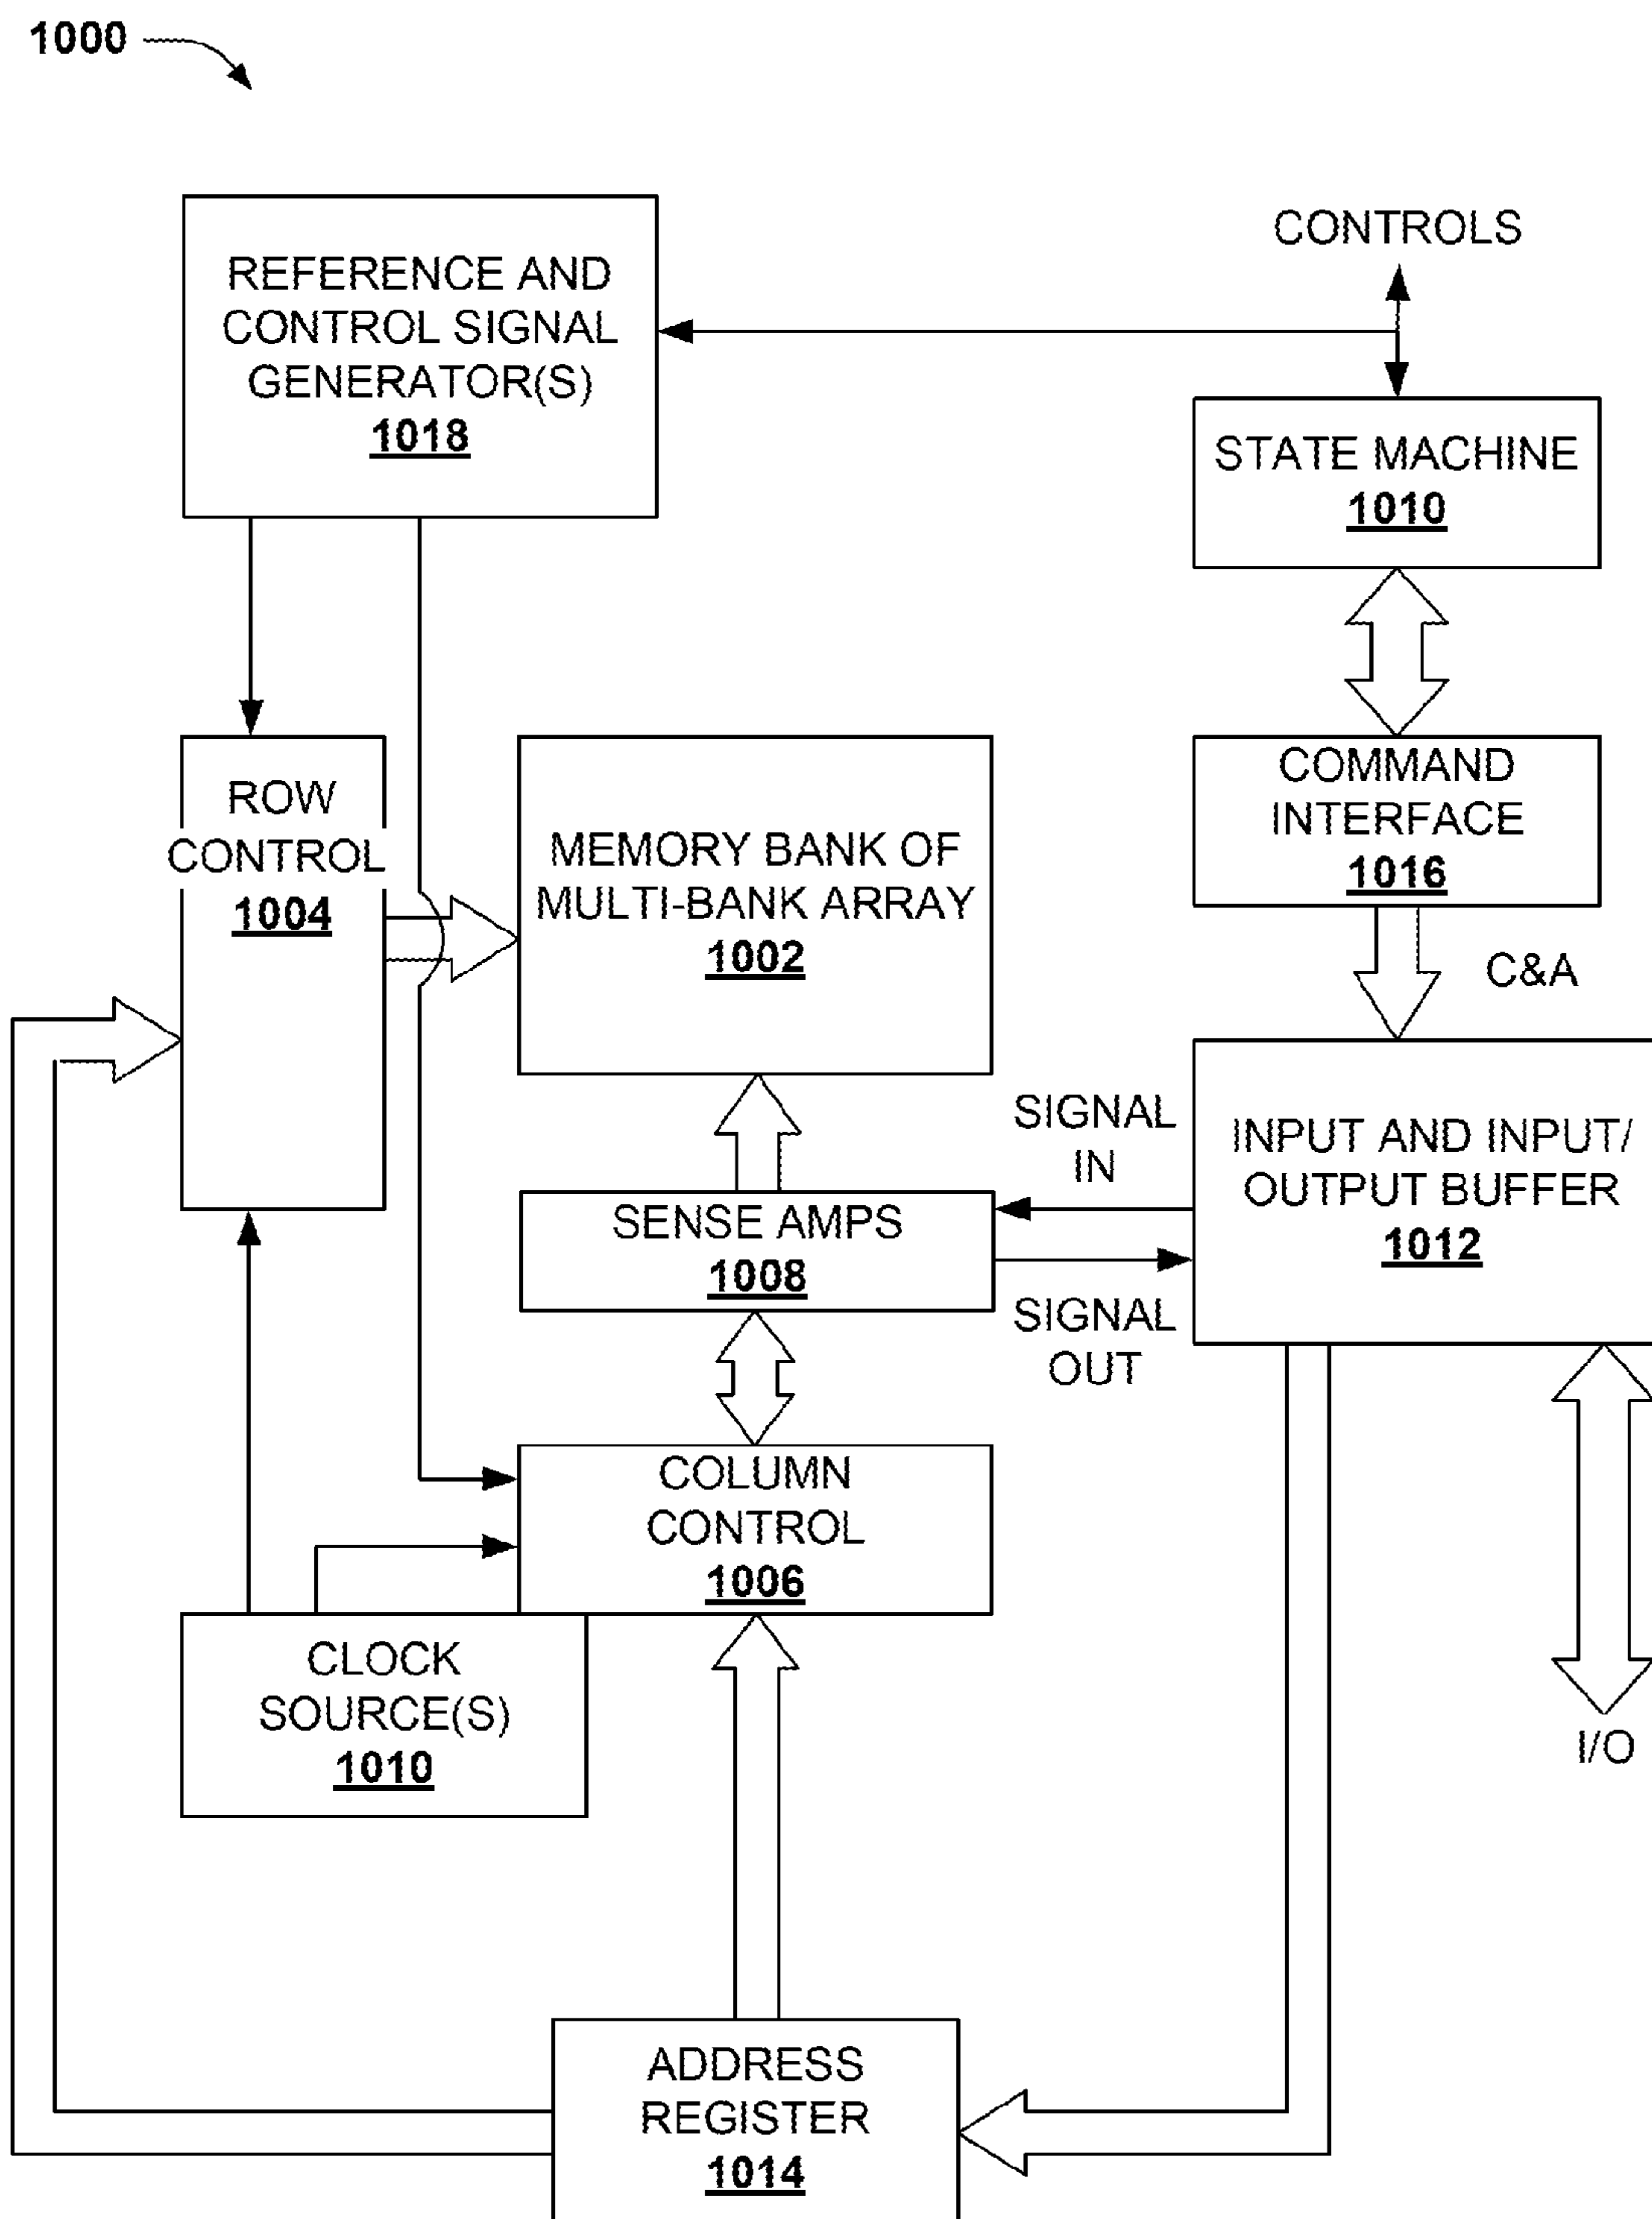 1000
CONTROLS
REFERENCE AND
CONTROL SIGNAL
GENERATOR(S)
1018
STATE MACHINE
1010
ROW
CONTROL
1004
MEMORY BANK OF
MULTI-BANK ARRAY
1002
COMMAND
INTERFACE
1016
C&A
SIGNAL
IN
INPUT AND INPUT/
OUTPUT BUFFER
1012
SENSE AMPS
1008
SIGNAL
OUT
COLUMN
CONTROL
1006
CLOCK
SOURCE(S)
1010
I/O
ADDRESS
REGISTER
1014